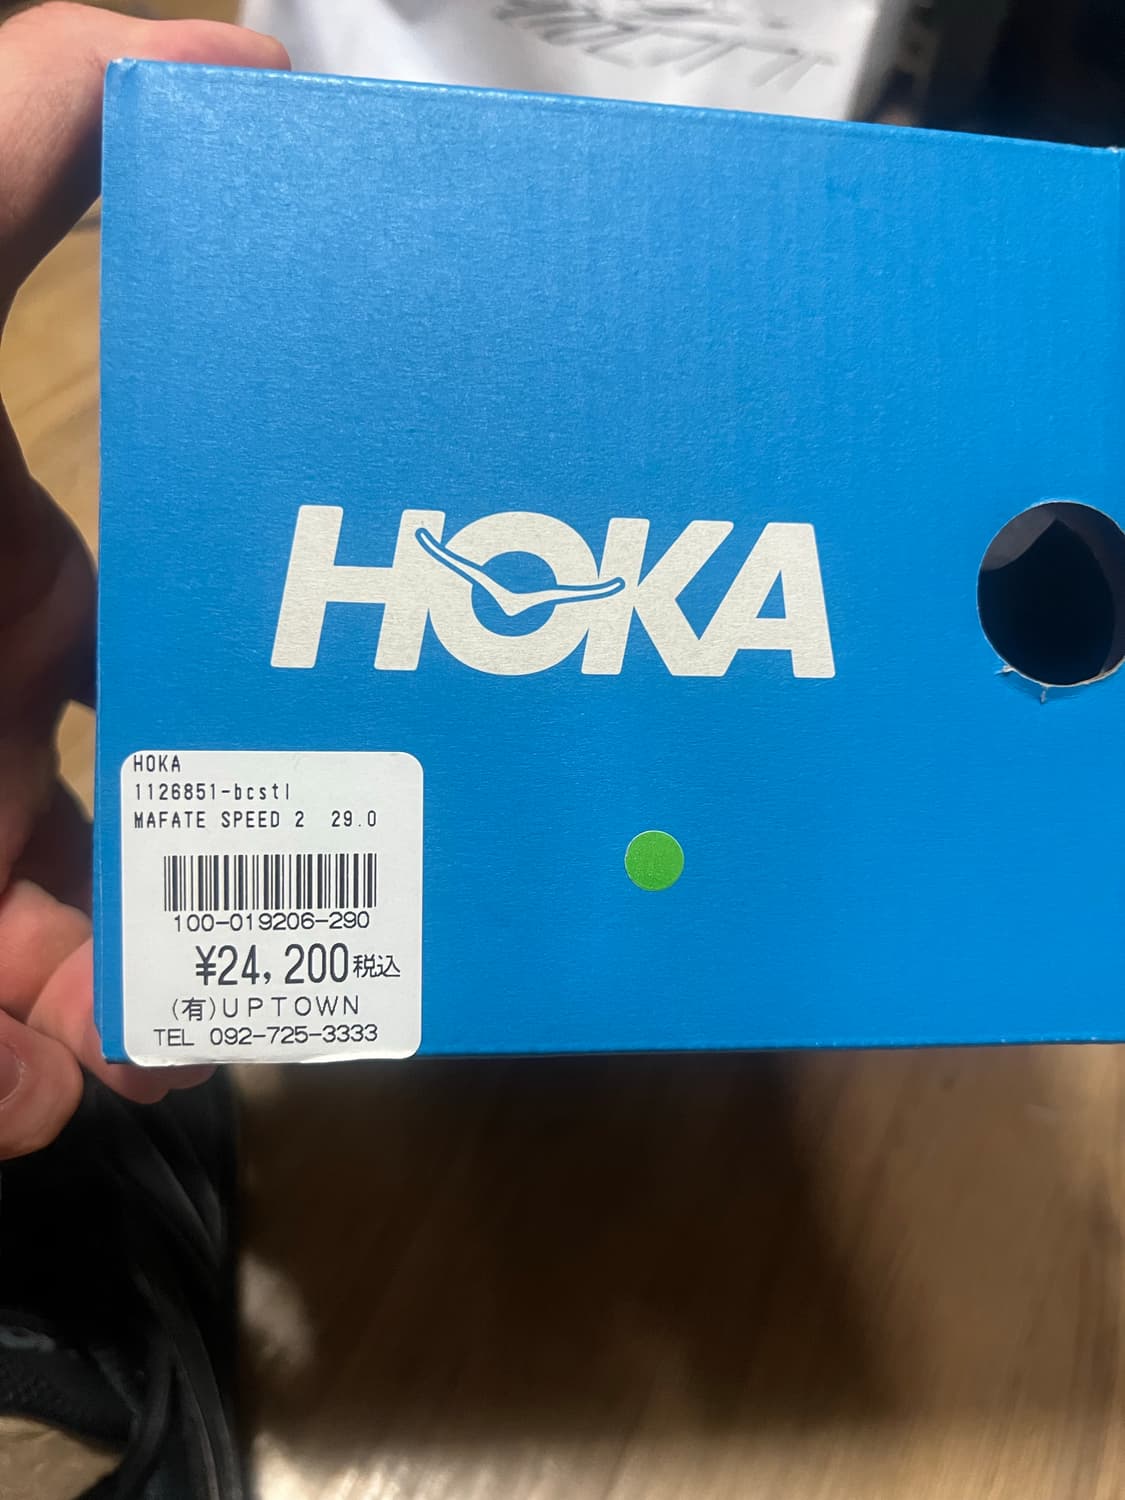 HOKA
HOKA
1126851-bcstl
MAFATE SPEED 2 29.0
100-019206-290
¥24,200税込
(有)UPTOWN
TEL 092-725-3333